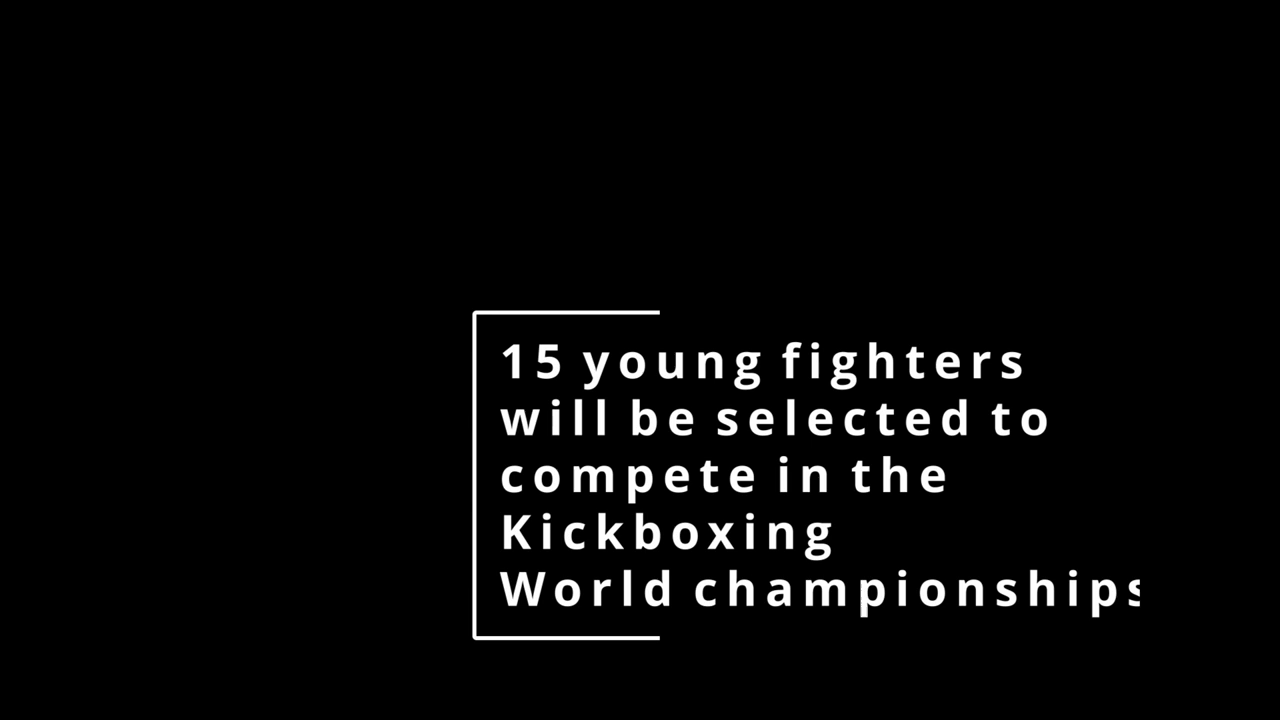 15 young fighters
will be selected to
compete in the
Kickboxing
World championships